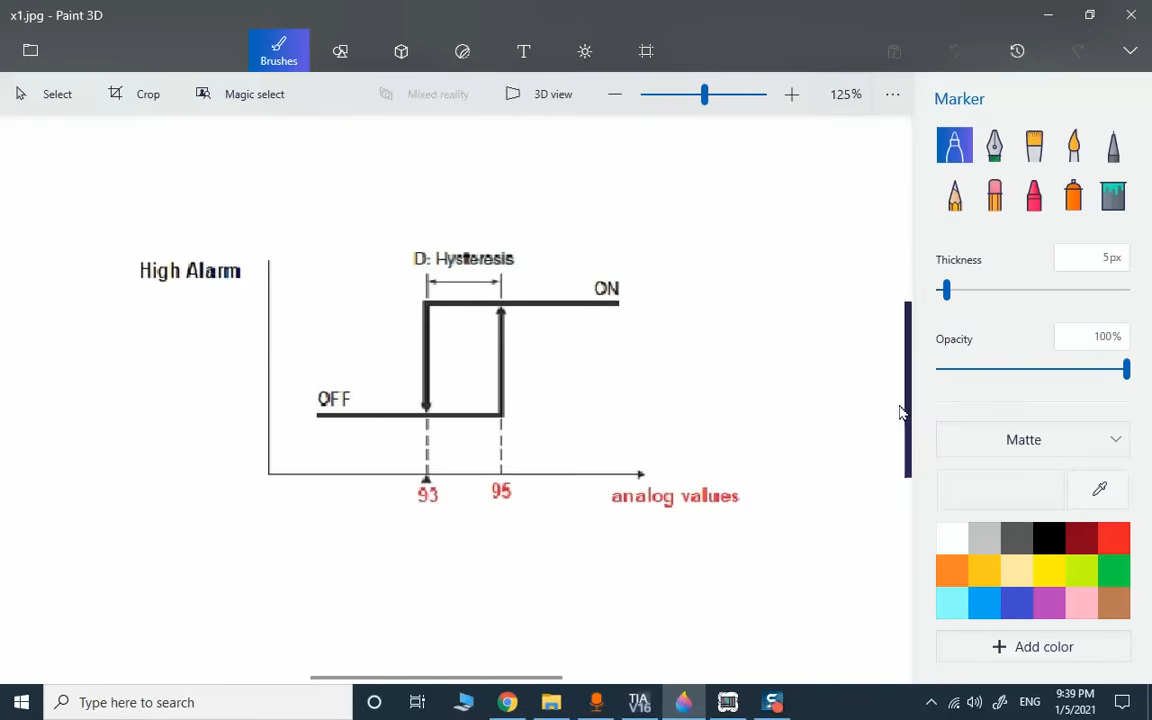 x1.jpg - Paint 3D
Brushes
Select
Crop
Magic select
Mixed reality
3D view
125%
Marker
Thickness
5px
Opacity
100%
Matte
Add color
D: Hysteresis
High Alarm
ON
OFF
93
95
analog values
Type here to search
TIA
V16
ENG
9:39 PM
1/5/2021